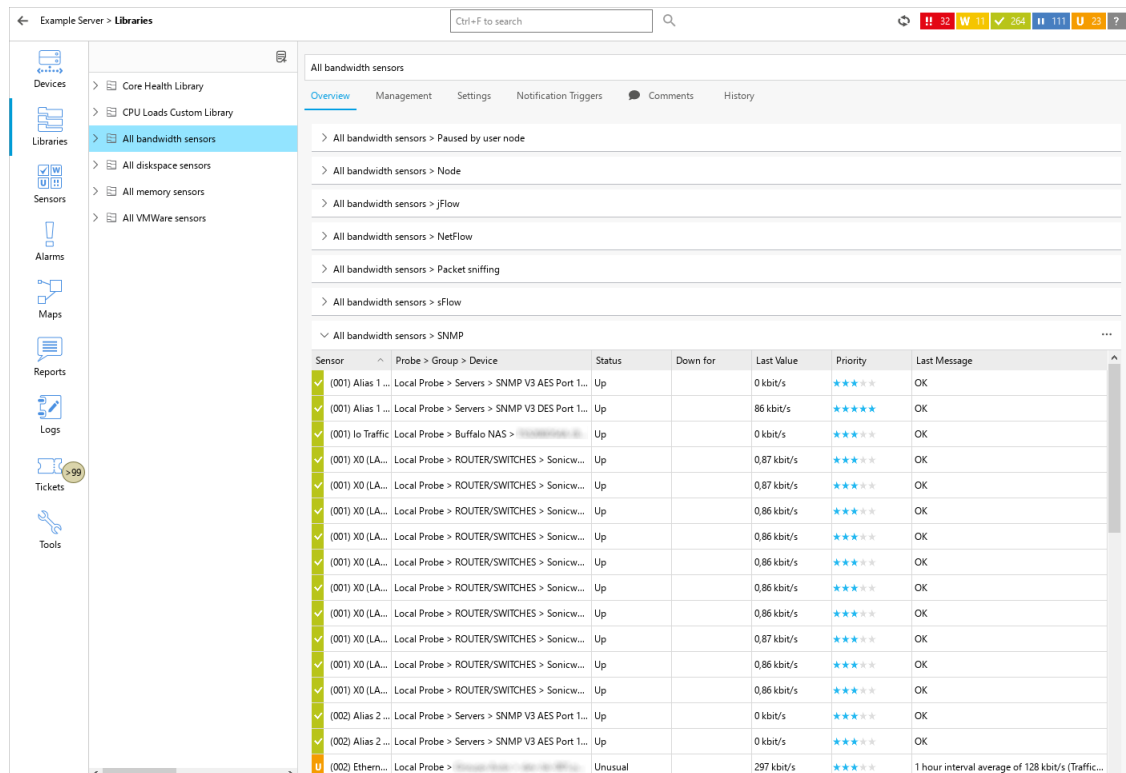 Example Server > Libraries
Ctrl+F to search
!! 32 W 11 264 111 U 23 ?
Devices
Libraries
Sensors
Alarms
Maps
Reports
Logs
>99
Tickets
Tools
Core Health Library
CPU Loads Custom Library
All bandwidth sensors
All diskspace sensors
All memory sensors
All VMWare sensors
All bandwidth sensors
Overview Management Settings Notification Triggers Comments History
All bandwidth sensors > Paused by user node
All bandwidth sensors > Node
All bandwidth sensors > jFlow
All bandwidth sensors > NetFlow
All bandwidth sensors > Packet sniffing
All bandwidth sensors > sFlow
All bandwidth sensors > SNMP ...
Sensor Probe > Group > Device Status Down for Last Value Priority Last Message
(001) Alias 1 ... Local Probe > Servers > SNMP V3 AES Port 1... Up 0 kbit/s OK
(001) Alias 1 ... Local Probe > Servers > SNMP V3 DES Port 1... Up 86 kbit/s OK
(001) lo Traffic Local Probe > Buffalo NAS > Up 0 kbit/s OK
(001) X0 (LA... Local Probe > ROUTER/SWITCHES > Sonicw... Up 0,87 kbit/s OK
(001) X0 (LA... Local Probe > ROUTER/SWITCHES > Sonicw... Up 0,87 kbit/s OK
(001) X0 (LA... Local Probe > ROUTER/SWITCHES > Sonicw... Up 0,86 kbit/s OK
(001) X0 (LA... Local Probe > ROUTER/SWITCHES > Sonicw... Up 0,86 kbit/s OK
(001) X0 (LA... Local Probe > ROUTER/SWITCHES > Sonicw... Up 0,86 kbit/s OK
(001) X0 (LA... Local Probe > ROUTER/SWITCHES > Sonicw... Up 0,86 kbit/s OK
(001) X0 (LA... Local Probe > ROUTER/SWITCHES > Sonicw... Up 0,86 kbit/s OK
(001) X0 (LA... Local Probe > ROUTER/SWITCHES > Sonicw... Up 0,87 kbit/s OK
(001) X0 (LA... Local Probe > ROUTER/SWITCHES > Sonicw... Up 0,86 kbit/s OK
(001) X0 (LA... Local Probe > ROUTER/SWITCHES > Sonicw... Up 0,86 kbit/s OK
(002) Alias 2 ... Local Probe > Servers > SNMP V3 AES Port 1... Up 0 kbit/s OK
(002) Alias 2 ... Local Probe > Servers > SNMP V3 AES Port 1... Up 0 kbit/s OK
U (002) Ethern... Local Probe > Unusual 297 kbit/s 1 hour interval average of 128 kbit/s (Traffic...